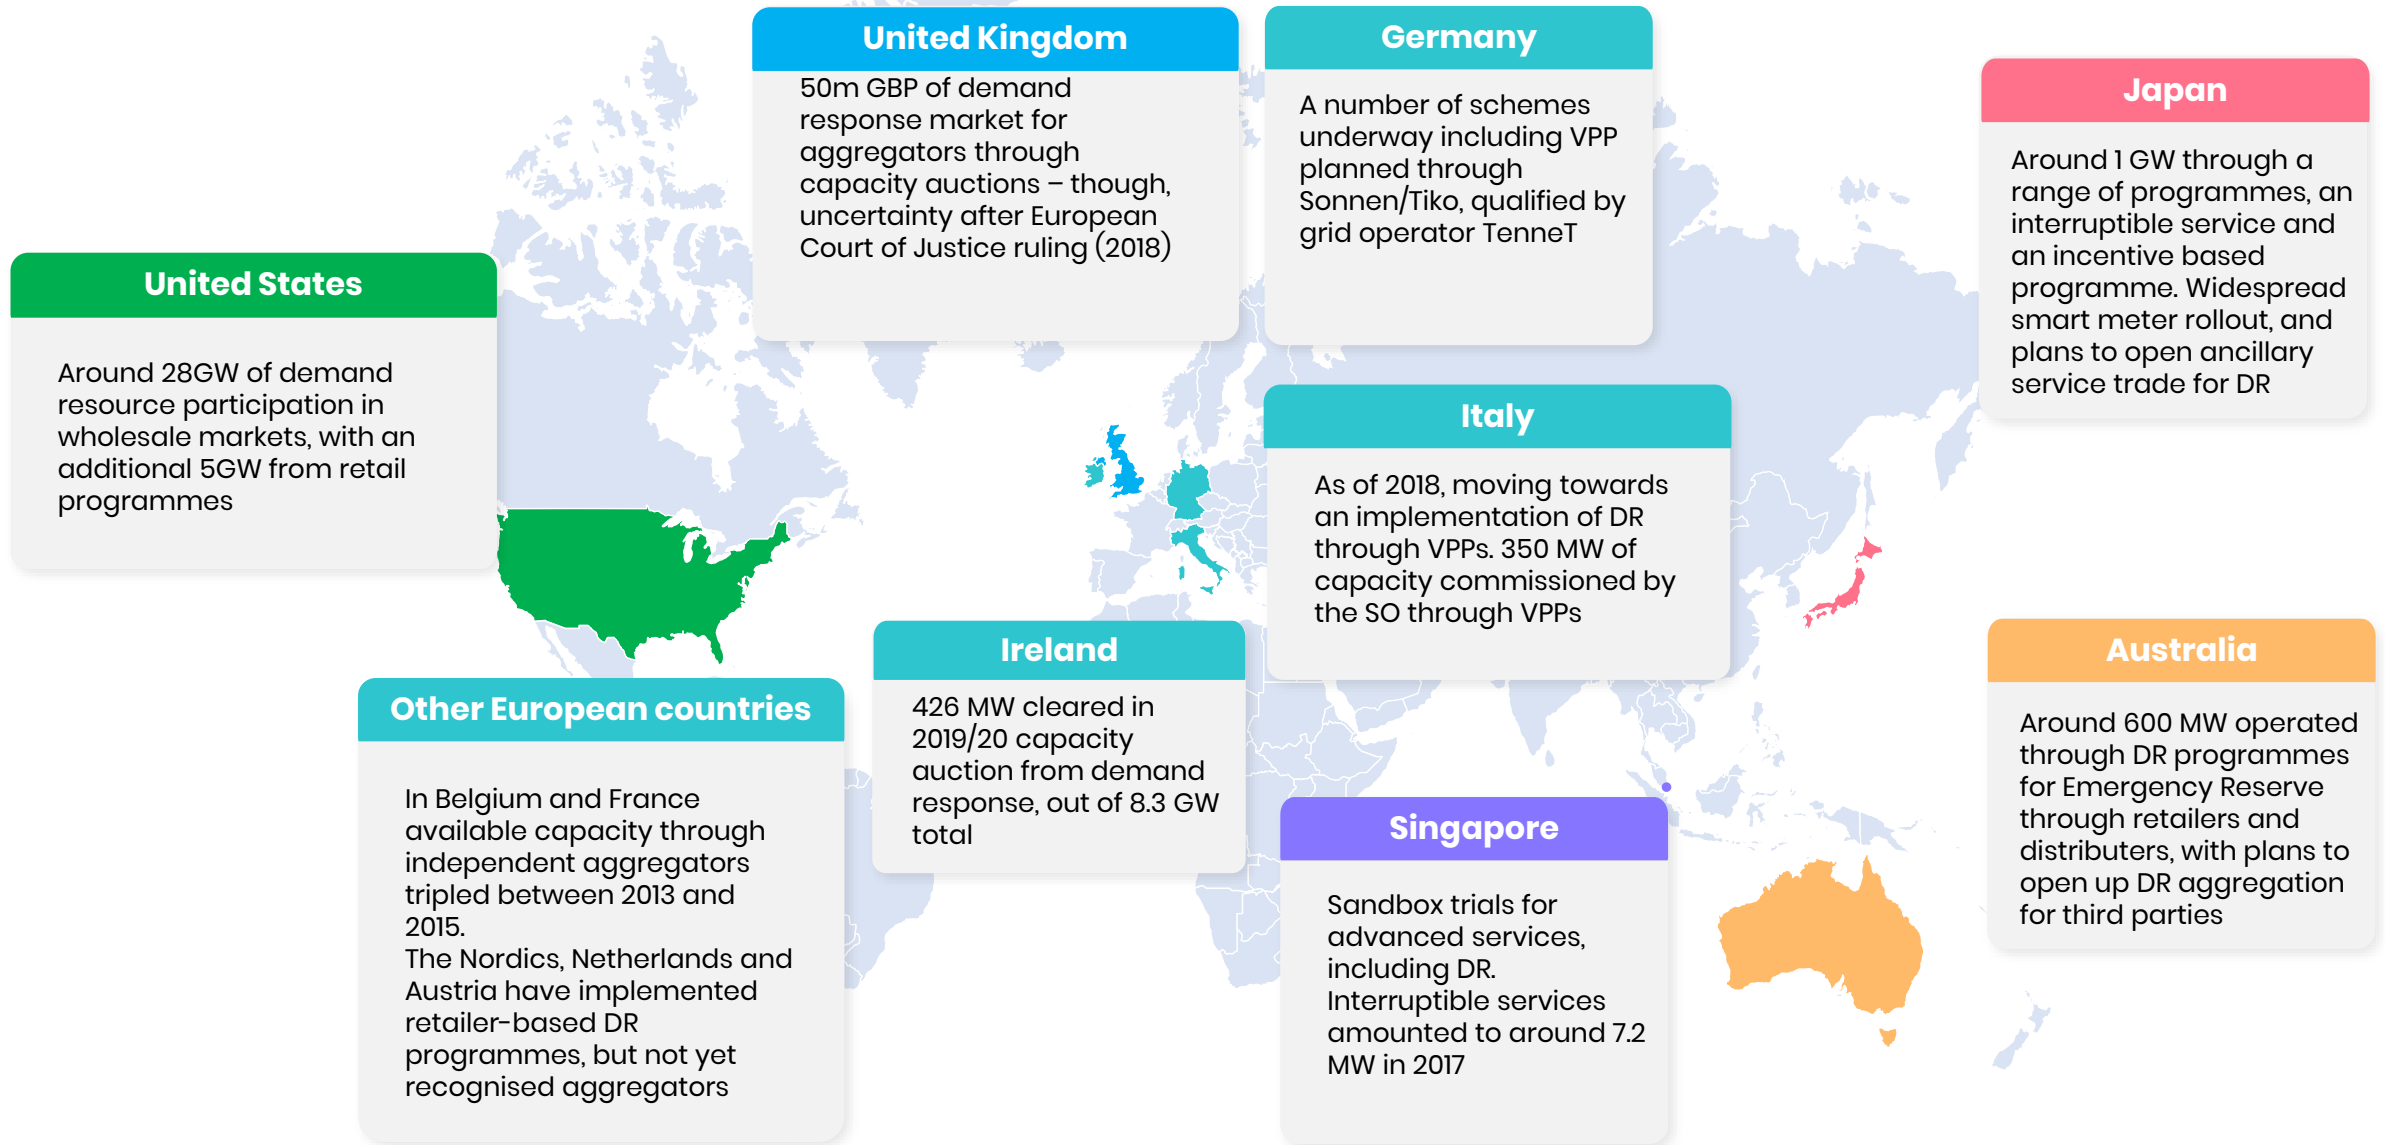 United Kingdom
50m GBP of demand
response market for
aggregators through
capacity auctions – though,
uncertainty after European
Court of Justice ruling (2018)
Germany
A number of schemes
underway including VPP
planned through
Sonnen/Tiko, qualified by
grid operator TenneT
Japan
Around 1 GW through a
range of programmes, an
interruptible service and
an incentive based
programme. Widespread
smart meter rollout, and
plans to open ancillary
service trade for DR
United States
Around 28GW of demand
resource participation in
wholesale markets, with an
additional 5GW from retail
programmes
Italy
As of 2018, moving towards
an implementation of DR
through VPPs. 350 MW of
capacity commissioned by
the SO through VPPs
Ireland
426 MW cleared in
2019/20 capacity
auction from demand
response, out of 8.3 GW
total
Australia
Around 600 MW operated
through DR programmes
for Emergency Reserve
through retailers and
distributers, with plans to
open up DR aggregation
for third parties
Other European countries
In Belgium and France
available capacity through
independent aggregators
tripled between 2013 and
2015.
The Nordics, Netherlands and
Austria have implemented
retailer-based DR
programmes, but not yet
recognised aggregators
Singapore
Sandbox trials for
advanced services,
including DR.
Interruptible services
amounted to around 7.2
MW in 2017